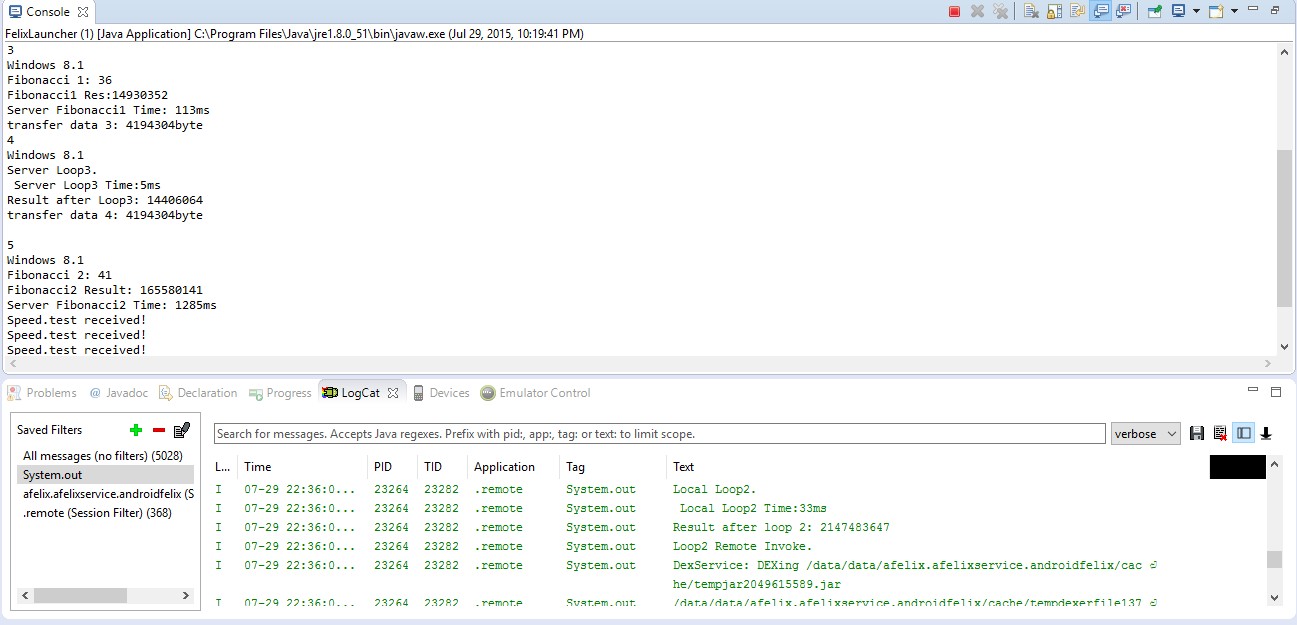 Console
FelixLauncher (1) [Java Application] C:\Program Files\Java\jre1.8.0_51\bin\javaw.exe (Jul 29, 2015, 10:19:41 PM)
3
Windows 8.1
Fibonacci 1: 36
Fibonacci1 Res:14930352
Server Fibonacci1 Time: 113ms
transfer data 3: 4194304byte
4
Windows 8.1
Server Loop3.
Server Loop3 Time:5ms
Result after Loop3: 14406064
transfer data 4: 4194304byte
5
Windows 8.1
Fibonacci 2: 41
Fibonacci2 Result: 165580141
Server Fibonacci2 Time: 1285ms
Speed.test received!
Speed.test received!
Speed.test received!
Problems @ Javadoc Declaration Progress LogCat Devices Emulator Control
Saved Filters
All messages (no filters) (5028)
System.out
afelix.afelixservice.androidfelix (S
.remote (Session Filter) (368)
Search for messages. Accepts Java regexes. Prefix with pid:, app:, tag: or text: to limit scope. verbose
L... Time PID TID Application Tag Text
I 07-29 22:36:0... 23264 23282 .remote System.out Local Loop2.
I 07-29 22:36:0... 23264 23282 .remote System.out Local Loop2 Time:33ms
I 07-29 22:36:0... 23264 23282 .remote System.out Result after loop 2: 2147483647
I 07-29 22:36:0... 23264 23282 .remote System.out Loop2 Remote Invoke.
I 07-29 22:36:0... 23264 23282 .remote System.out DexService: DEXing /data/data/afelix.afelixservice.androidfelix/cac
he/tempjar2049615589.jar
I 07-29 22:36:0... 23264 23282 .remote System.out /data/data/afelix.afelixservice.androidfelix/cache/tempdexerfile137